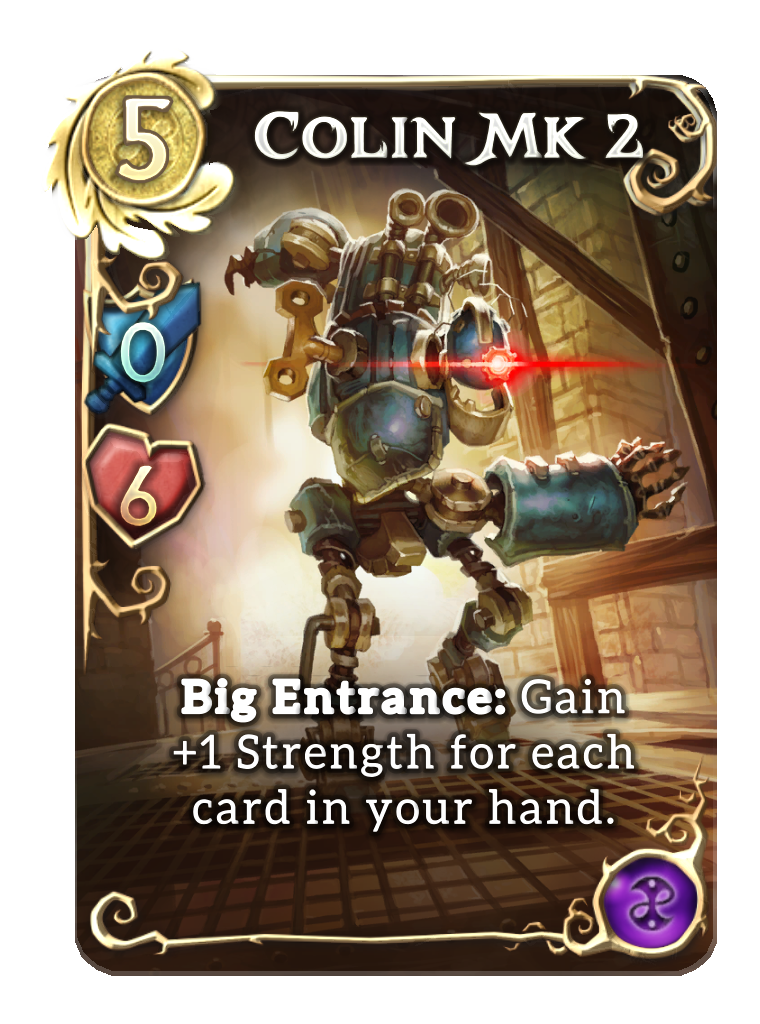 5
Colin Mk 2
0
6
Big Entrance: Gain
+1 Strength for each
card in your hand.